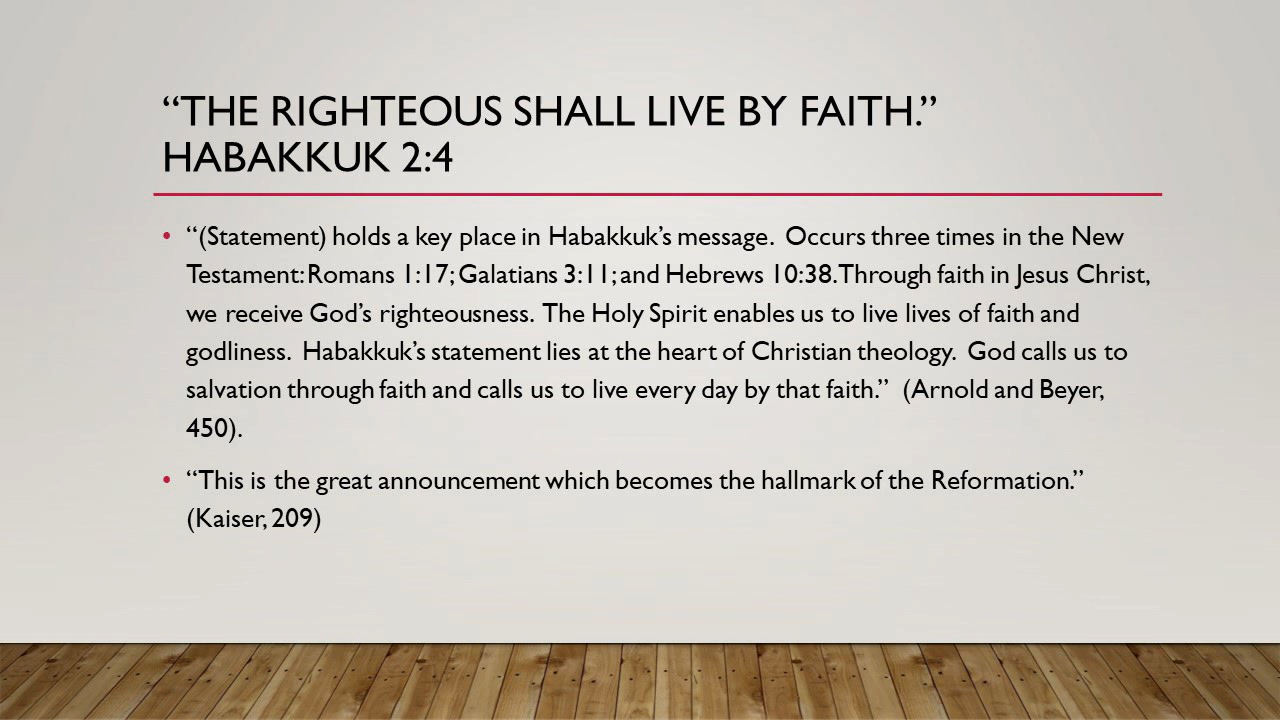 “THE RIGHTEOUS SHALL LIVE BY FAITH.”
HABAKKUK 2:4
• “(Statement) holds a key place in Habakkuk’s message.  Occurs three times in the New
Testament: Romans 1:17; Galatians 3:11; and Hebrews 10:38. Through faith in Jesus Christ,
we receive God’s righteousness.  The Holy Spirit enables us to live lives of faith and
godliness.  Habakkuk’s statement lies at the heart of Christian theology.  God calls us to
salvation through faith and calls us to live every day by that faith.”  (Arnold and Beyer,
450).
• “This is the great announcement which becomes the hallmark of the Reformation.”
(Kaiser, 209)